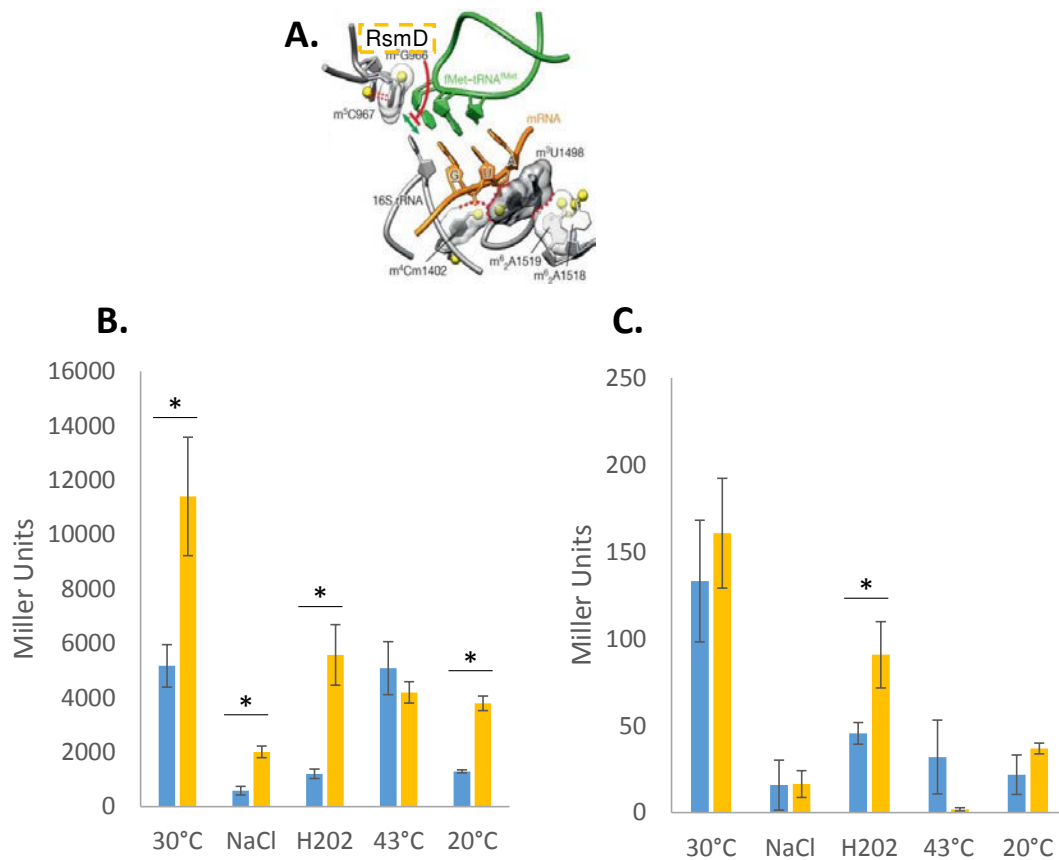 A.
RsmD
m²G966
fMet-tRNAfMet
m⁵C967
mRNA
m³U1498
G U A
16S rRNA
m⁴Cm1402
m⁶₂A1519
m⁶₂A1518
B.
16000
14000
12000
10000
8000
6000
4000
2000
0
Miller Units
*
*
*
*
30°C NaCl H202 43°C 20°C
C.
250
200
150
100
50
0
Miller Units
*
30°C NaCl H202 43°C 20°C